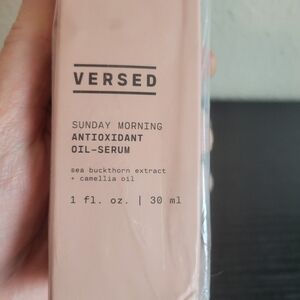 VERSED
SUNDAY MORNING
ANTIOXIDANT
OIL-SERUM
sea buckthorn extract
+ camellia oil
1 fl. oz. | 30 ml